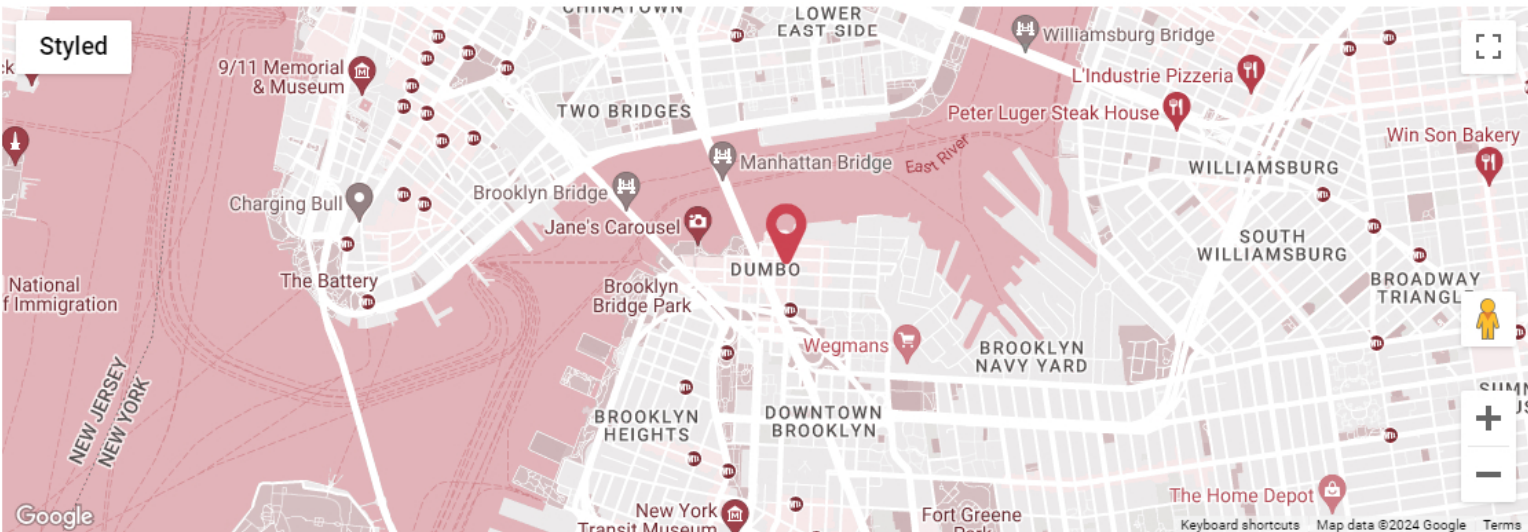 CHINATOWN
LOWER
EAST SIDE
Styled
Williamsburg Bridge
9/11 Memorial
& Museum
L'Industrie Pizzeria
TWO BRIDGES
Peter Luger Steak House
Win Son Bakery
Manhattan Bridge
East River
WILLIAMSBURG
Brooklyn Bridge
Charging Bull
Jane's Carousel
SOUTH
WILLIAMSBURG
DUMBO
The Battery
BROADWAY
TRIANGL
National
f Immigration
Brooklyn
Bridge Park
Wegmans
BROOKLYN
NAVY YARD
NEW JERSEY
NEW YORK
SUMN
BROOKLYN
HEIGHTS
DOWNTOWN
BROOKLYN
The Home Depot
New York
Transit Museum
Fort Greene
Park
Google
Keyboard shortcuts
Map data ©2024 Google
Terms